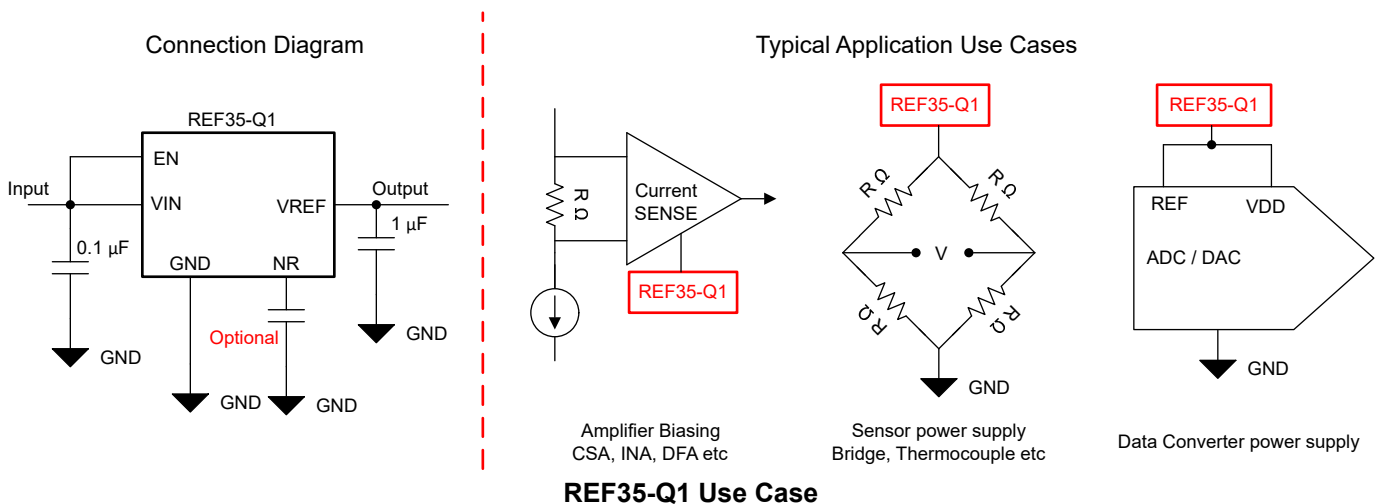 Connection Diagram
REF35-Q1
EN
Input
VIN
VREF
Output
0.1 µF
1 µF
GND
NR
Optional
GND
GND
GND
GND
Typical Application Use Cases
R Ω
Current
SENSE
REF35-Q1
Amplifier Biasing
CSA, INA, DFA etc
REF35-Q1
R Ω
R Ω
V
R Ω
R Ω
GND
Sensor power supply
Bridge, Thermocouple etc
REF35-Q1
REF
VDD
ADC / DAC
GND
Data Converter power supply
REF35-Q1 Use Case